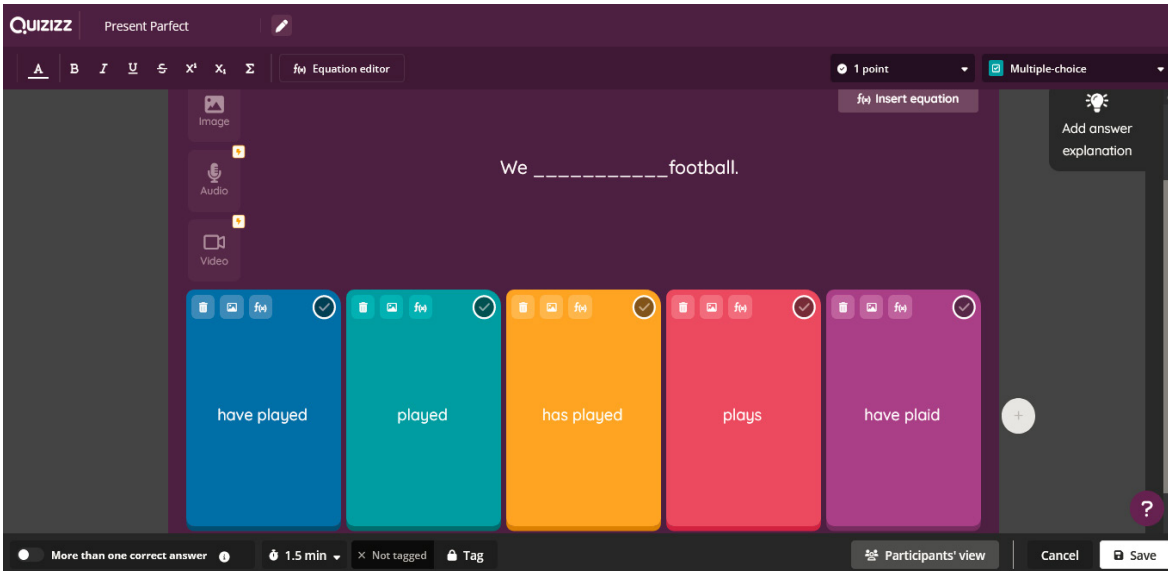 QUIZIZZ Present Parfect
A B I U S X¹ X₁ Σ f(x) Equation editor 1 point Multiple-choice
Image
f(x) Insert equation
Add answer
explanation
We ___________football.
Audio
Video
f(x) f(x) f(x) f(x) f(x)
have played played has played plays have plaid
+
?
More than one correct answer 1.5 min × Not tagged Tag Participants' view Cancel Save